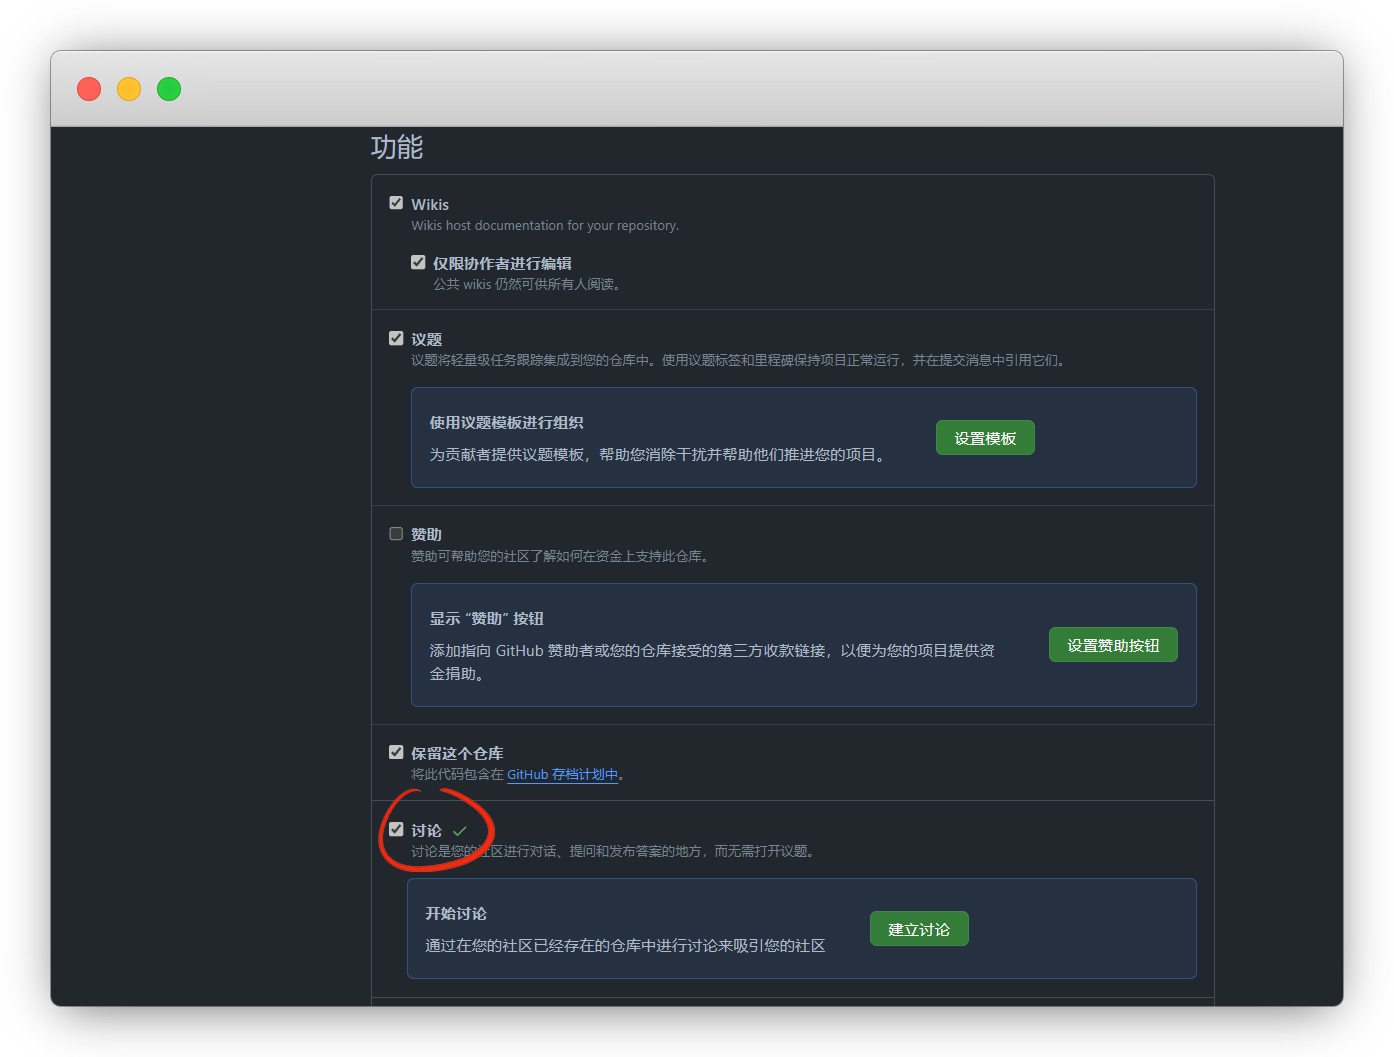 功能
Wikis
Wikis host documentation for your repository.
仅限协作者进行编辑
公共 wikis 仍然可供所有人阅读。
议题
议题将轻量级任务跟踪集成到您的仓库中。使用议题标签和里程碑保持项目正常运行，并在提交消息中引用它们。
使用议题模板进行组织
为贡献者提供议题模板，帮助您消除干扰并帮助他们推进您的项目。
设置模板
赞助
赞助可帮助您的社区了解如何在资金上支持此仓库。
显示 “赞助” 按钮
添加指向 GitHub 赞助者或您的仓库接受的第三方收款链接，以便为您的项目提供资
金捐助。
设置赞助按钮
保留这个仓库
将此代码包含在 GitHub 存档计划中。
讨论
讨论是您的社区进行对话、提问和发布答案的地方，而无需打开议题。
开始讨论
通过在您的社区已经存在的仓库中进行讨论来吸引您的社区
建立讨论